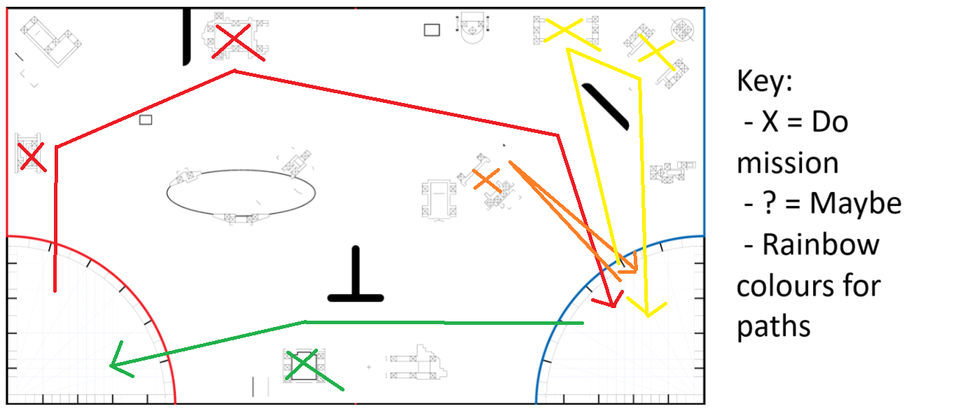 Key:
- X = Do
mission
- ? = Maybe
- Rainbow
colours for
paths